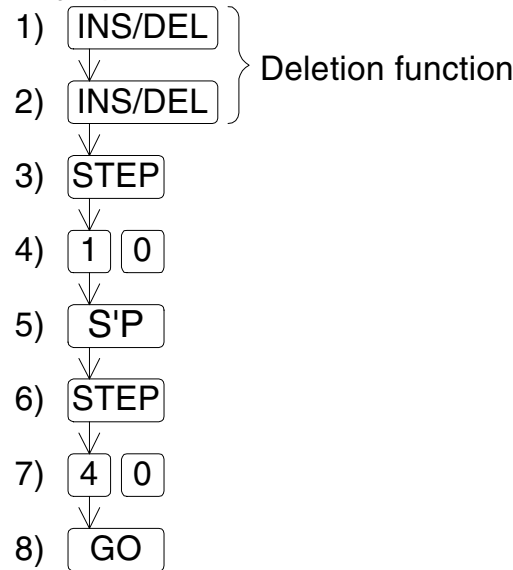 1) INS/DEL
Deletion function
2) INS/DEL
3) STEP
4) 1 0
5) S'P
6) STEP
7) 4 0
8) GO